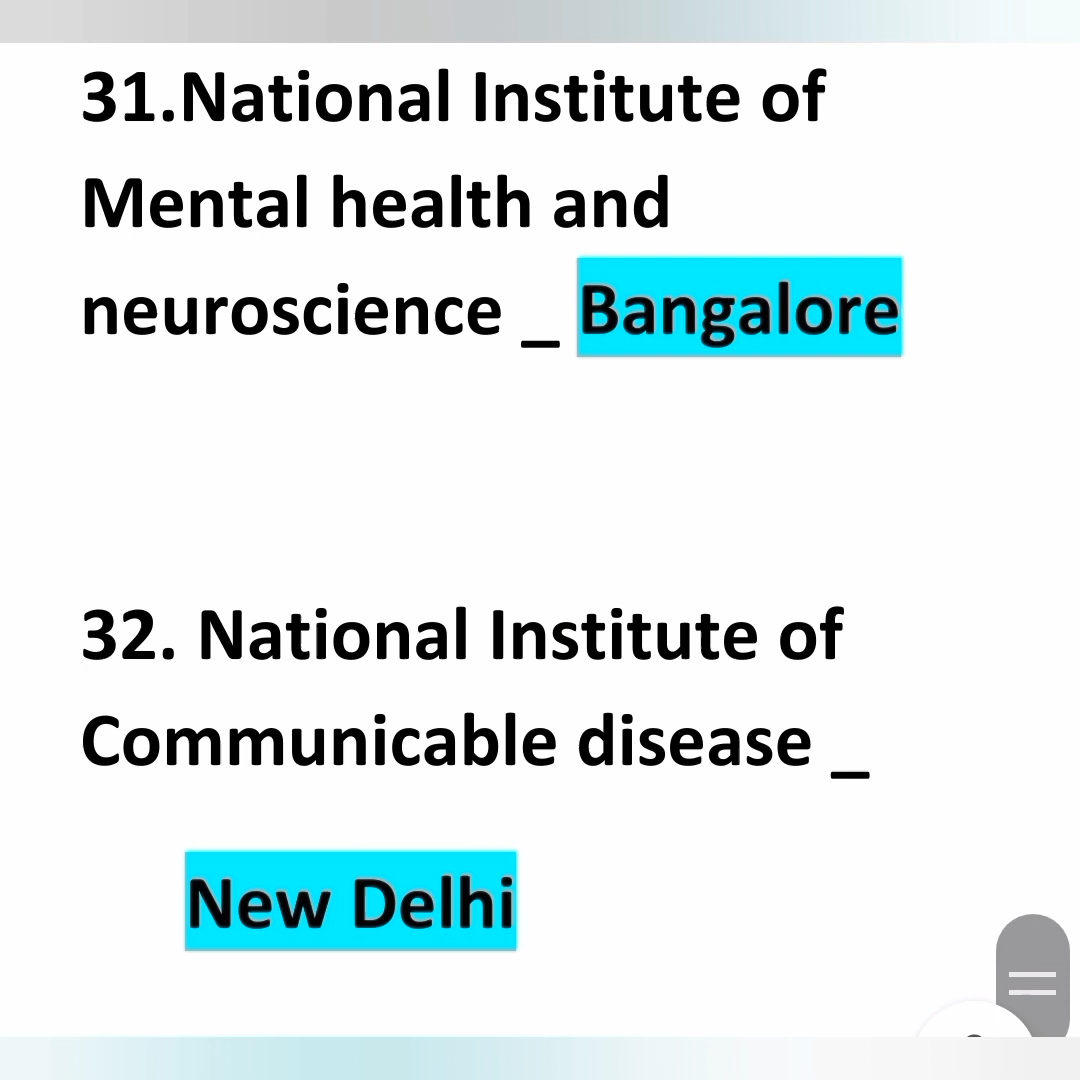 31.National Institute of
Mental health and
neuroscience _ Bangalore
32. National Institute of
Communicable disease _
New Delhi